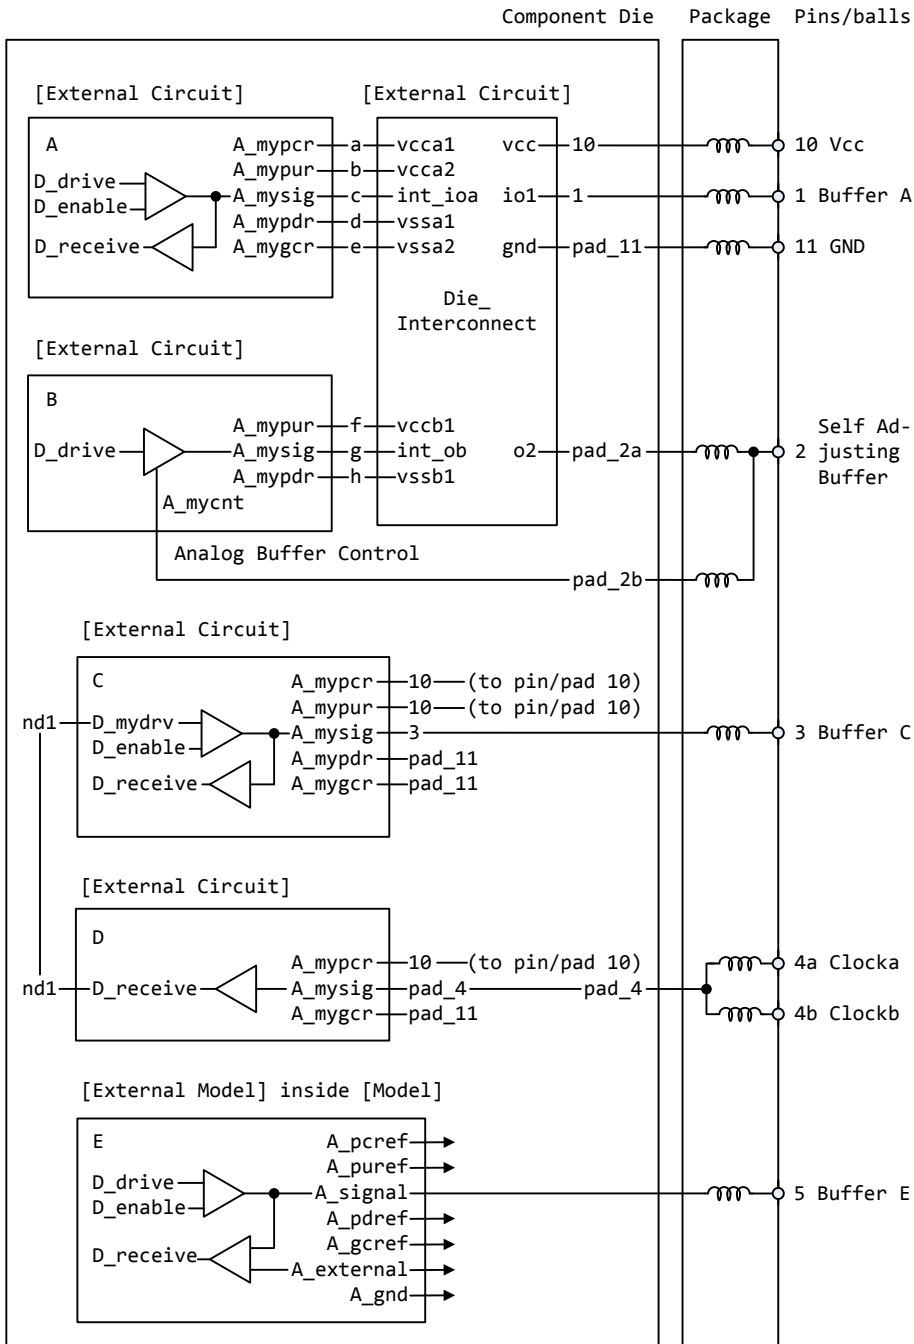 Component Die Package Pins/balls
[External Circuit] [External Circuit]
A A_mypcr a vcca1 vcc 10 10 Vcc
A_mypur b vcca2
D_drive
A_mysig c int_ioa io1 1 1 Buffer A
D_enable
A_mypdr d vssa1
D_receive A_mygcr e vssa2 gnd pad_11 11 GND
Die_
Interconnect
[External Circuit]
B
A_mypur f vccb1 Self Ad-
D_drive A_mysig g int_ob o2 pad_2a 2 justing
A_mypdr h vssb1 Buffer
A_mycnt
Analog Buffer Control
pad_2b
[External Circuit]
C A_mypcr 10 (to pin/pad 10)
A_mypur 10 (to pin/pad 10)
nd1 D_mydrv A_mysig 3 3 Buffer C
D_enable
A_mypdr pad_11
D_receive A_mygcr pad_11
[External Circuit]
D
A_mypcr 10 (to pin/pad 10) 4a Clocka
nd1 D_receive A_mysig pad_4 pad_4
A_mygcr pad_11 4b Clockb
[External Model] inside [Model]
E A_pcref
A_puref
D_drive
A_signal 5 Buffer E
D_enable
A_pdref
A_gcref
D_receive
A_external
A_gnd